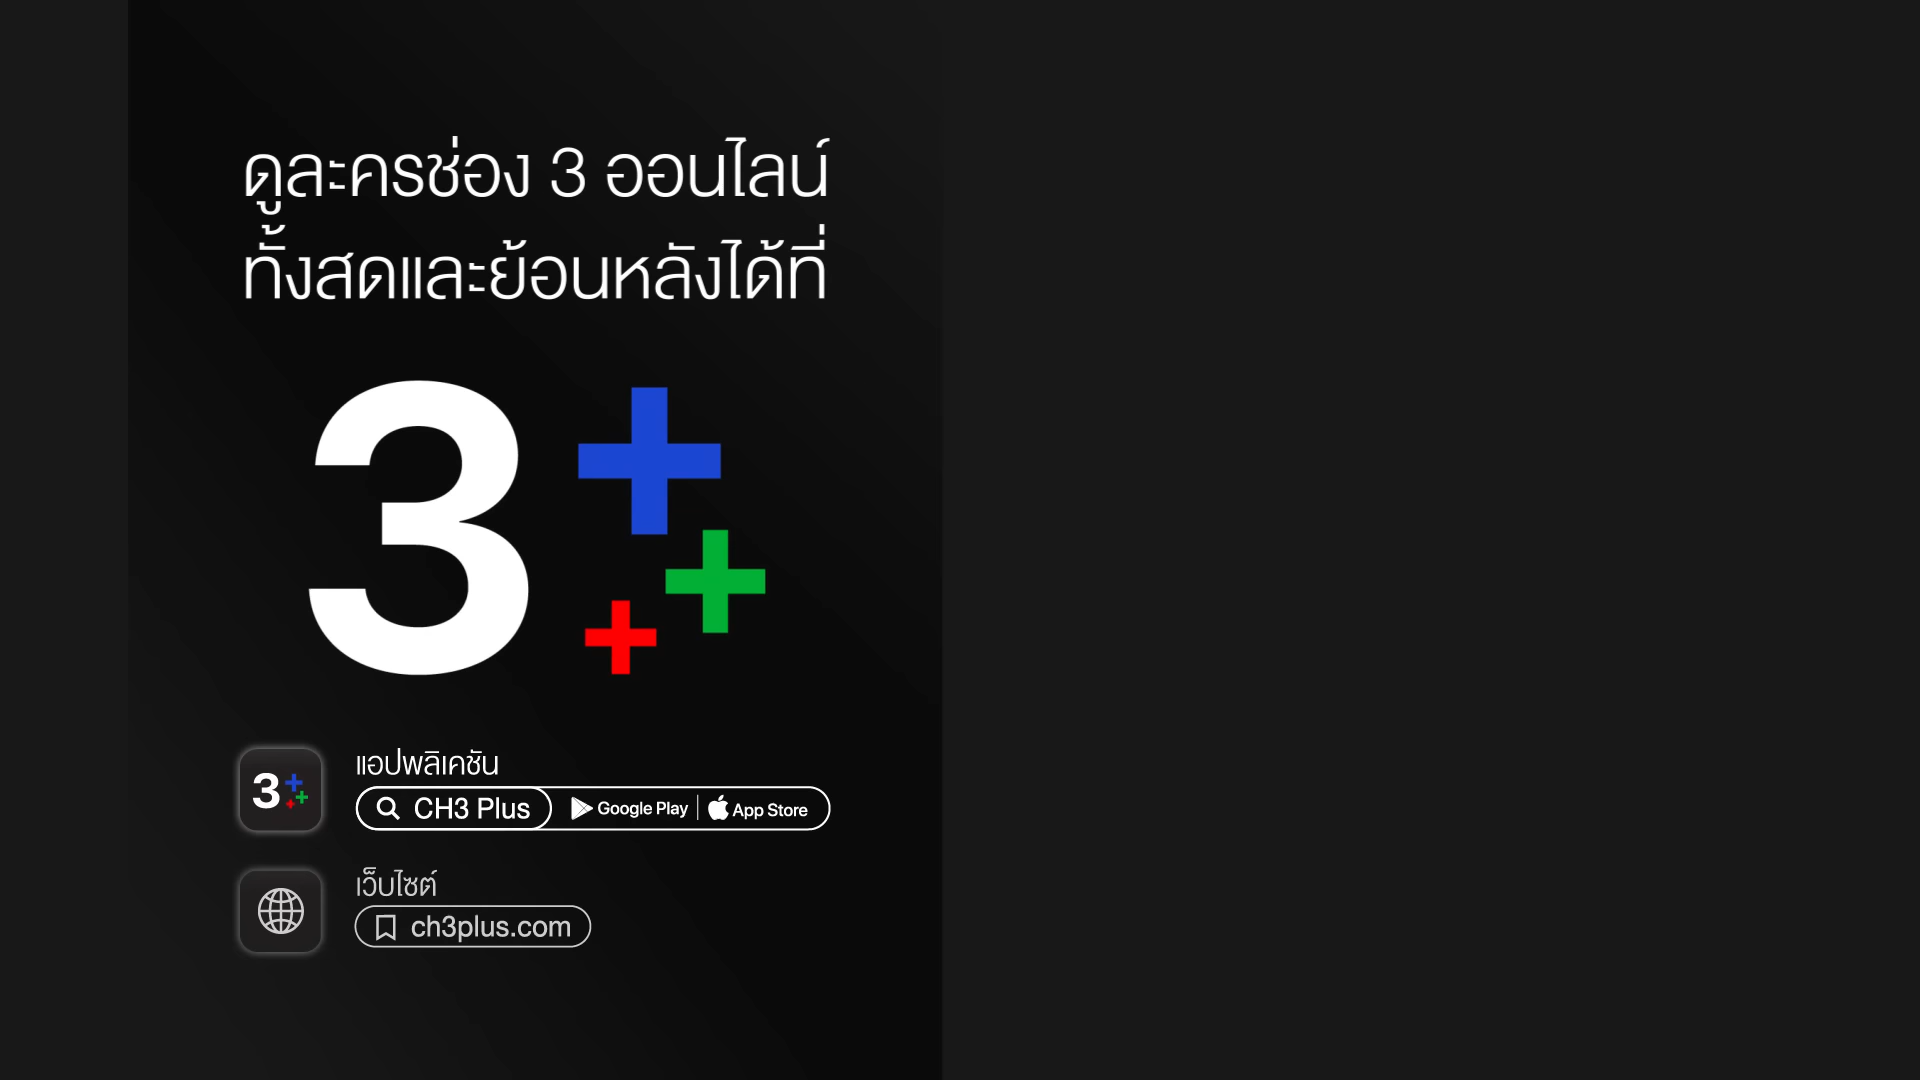 ดูละครช่อง 3 ออนไลน์
ทั้งสดและย้อนหลังได้ที่
3+++
3+++
แอปพลิเคชัน
CH3 Plus Google Play App Store
เว็บไซต์
ch3plus.com